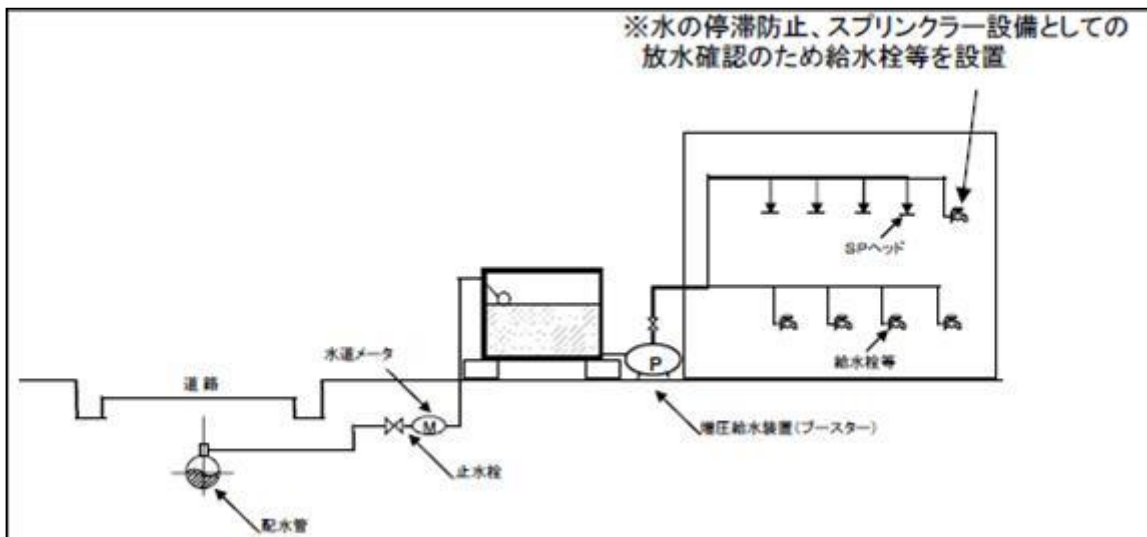 ※水の停滞防止、スプリンクラー設備としての
放水確認のため給水栓等を設置
SPヘッド
給水栓等
水道メータ
P
道路
増圧給水装置(ブースター)
M
止水栓
配水管